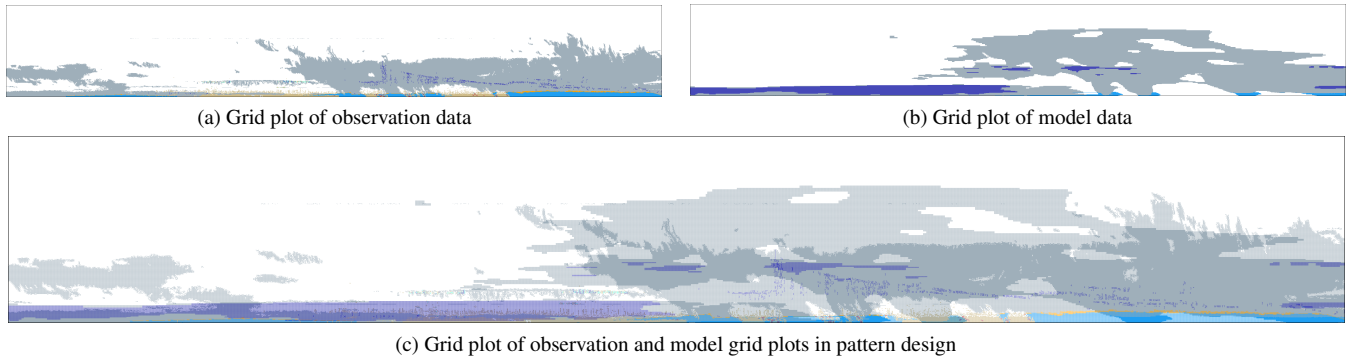 (a) Grid plot of observation data
(b) Grid plot of model data
(c) Grid plot of observation and model grid plots in pattern design